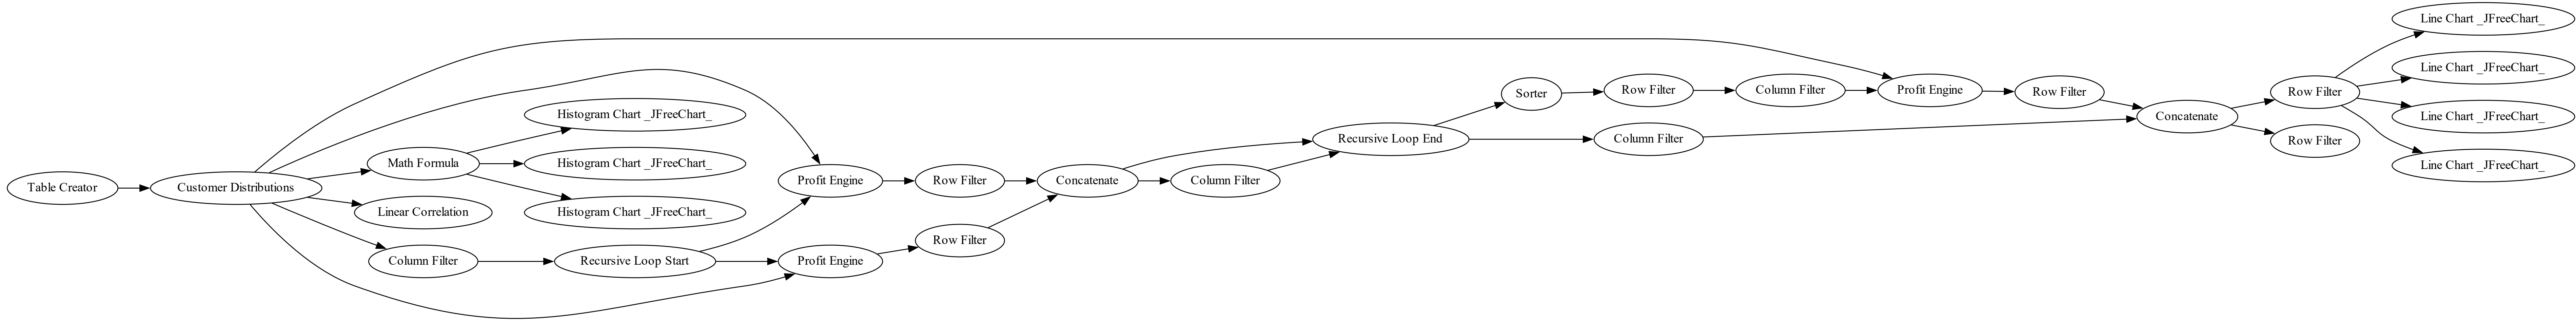 Table Creator
Customer Distributions
Math Formula
Linear Correlation
Column Filter
Histogram Chart _JFreeChart_
Histogram Chart _JFreeChart_
Histogram Chart _JFreeChart_
Recursive Loop Start
Profit Engine
Profit Engine
Row Filter
Row Filter
Concatenate
Column Filter
Recursive Loop End
Sorter
Row Filter
Column Filter
Column Filter
Profit Engine
Row Filter
Concatenate
Row Filter
Row Filter
Line Chart _JFreeChart_
Line Chart _JFreeChart_
Line Chart _JFreeChart_
Line Chart _JFreeChart_